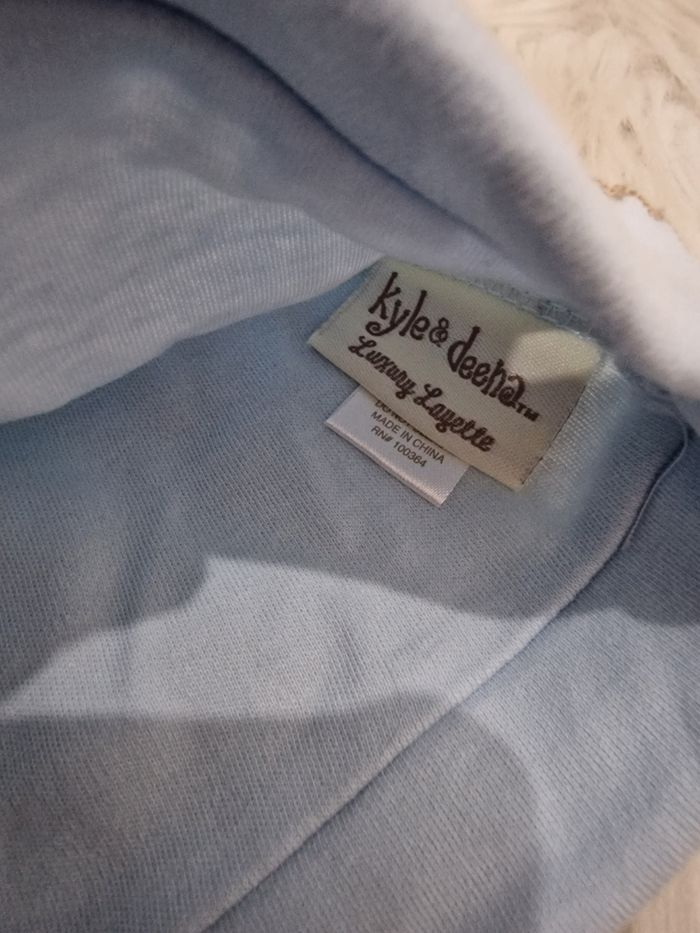 kyle & deena™
Luxury Layette
MADE IN CHINA
RN# 100364